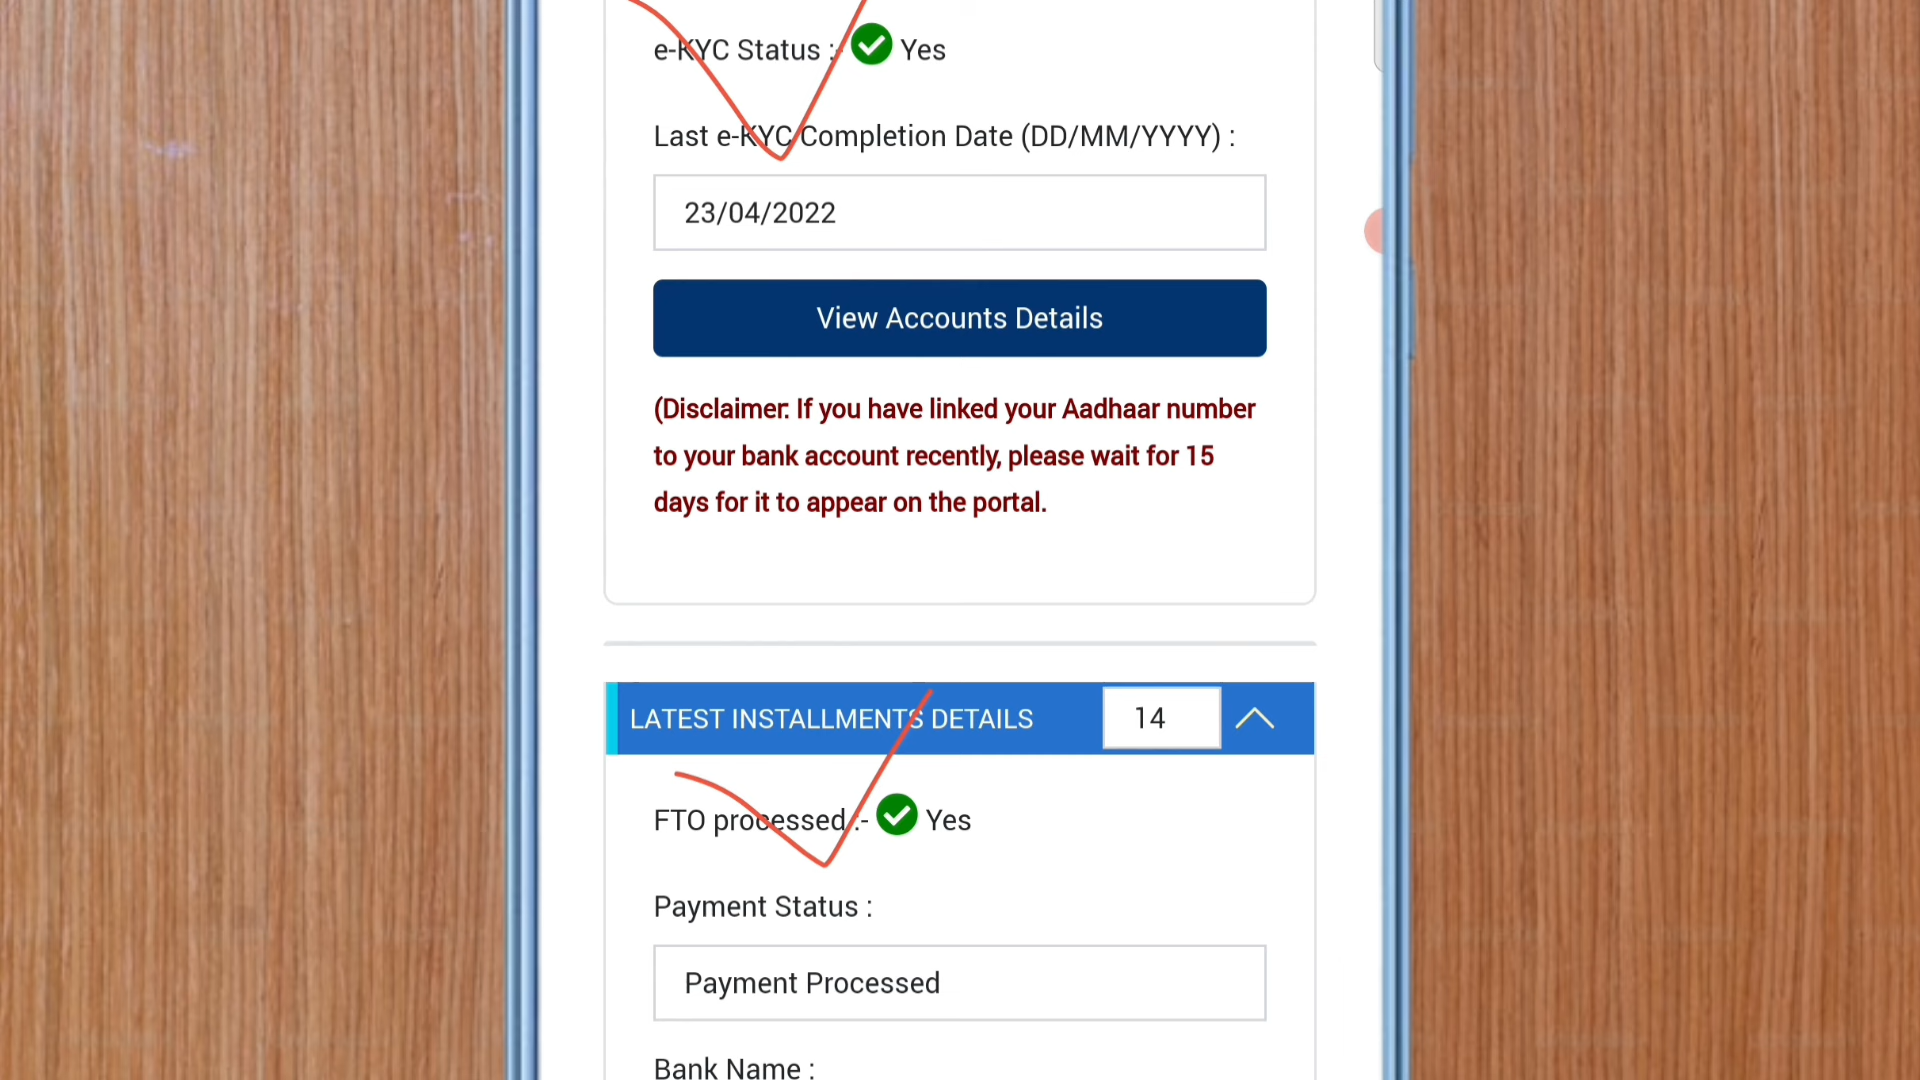 e-KYC Status :- Yes
Last e-KYC Completion Date (DD/MM/YYYY) :
23/04/2022
View Accounts Details
(Disclaimer: If you have linked your Aadhaar number
to your bank account recently, please wait for 15
days for it to appear on the portal.
LATEST INSTALLMENTS DETAILS 14
FTO processed :- Yes
Payment Status :
Payment Processed
Bank Name :